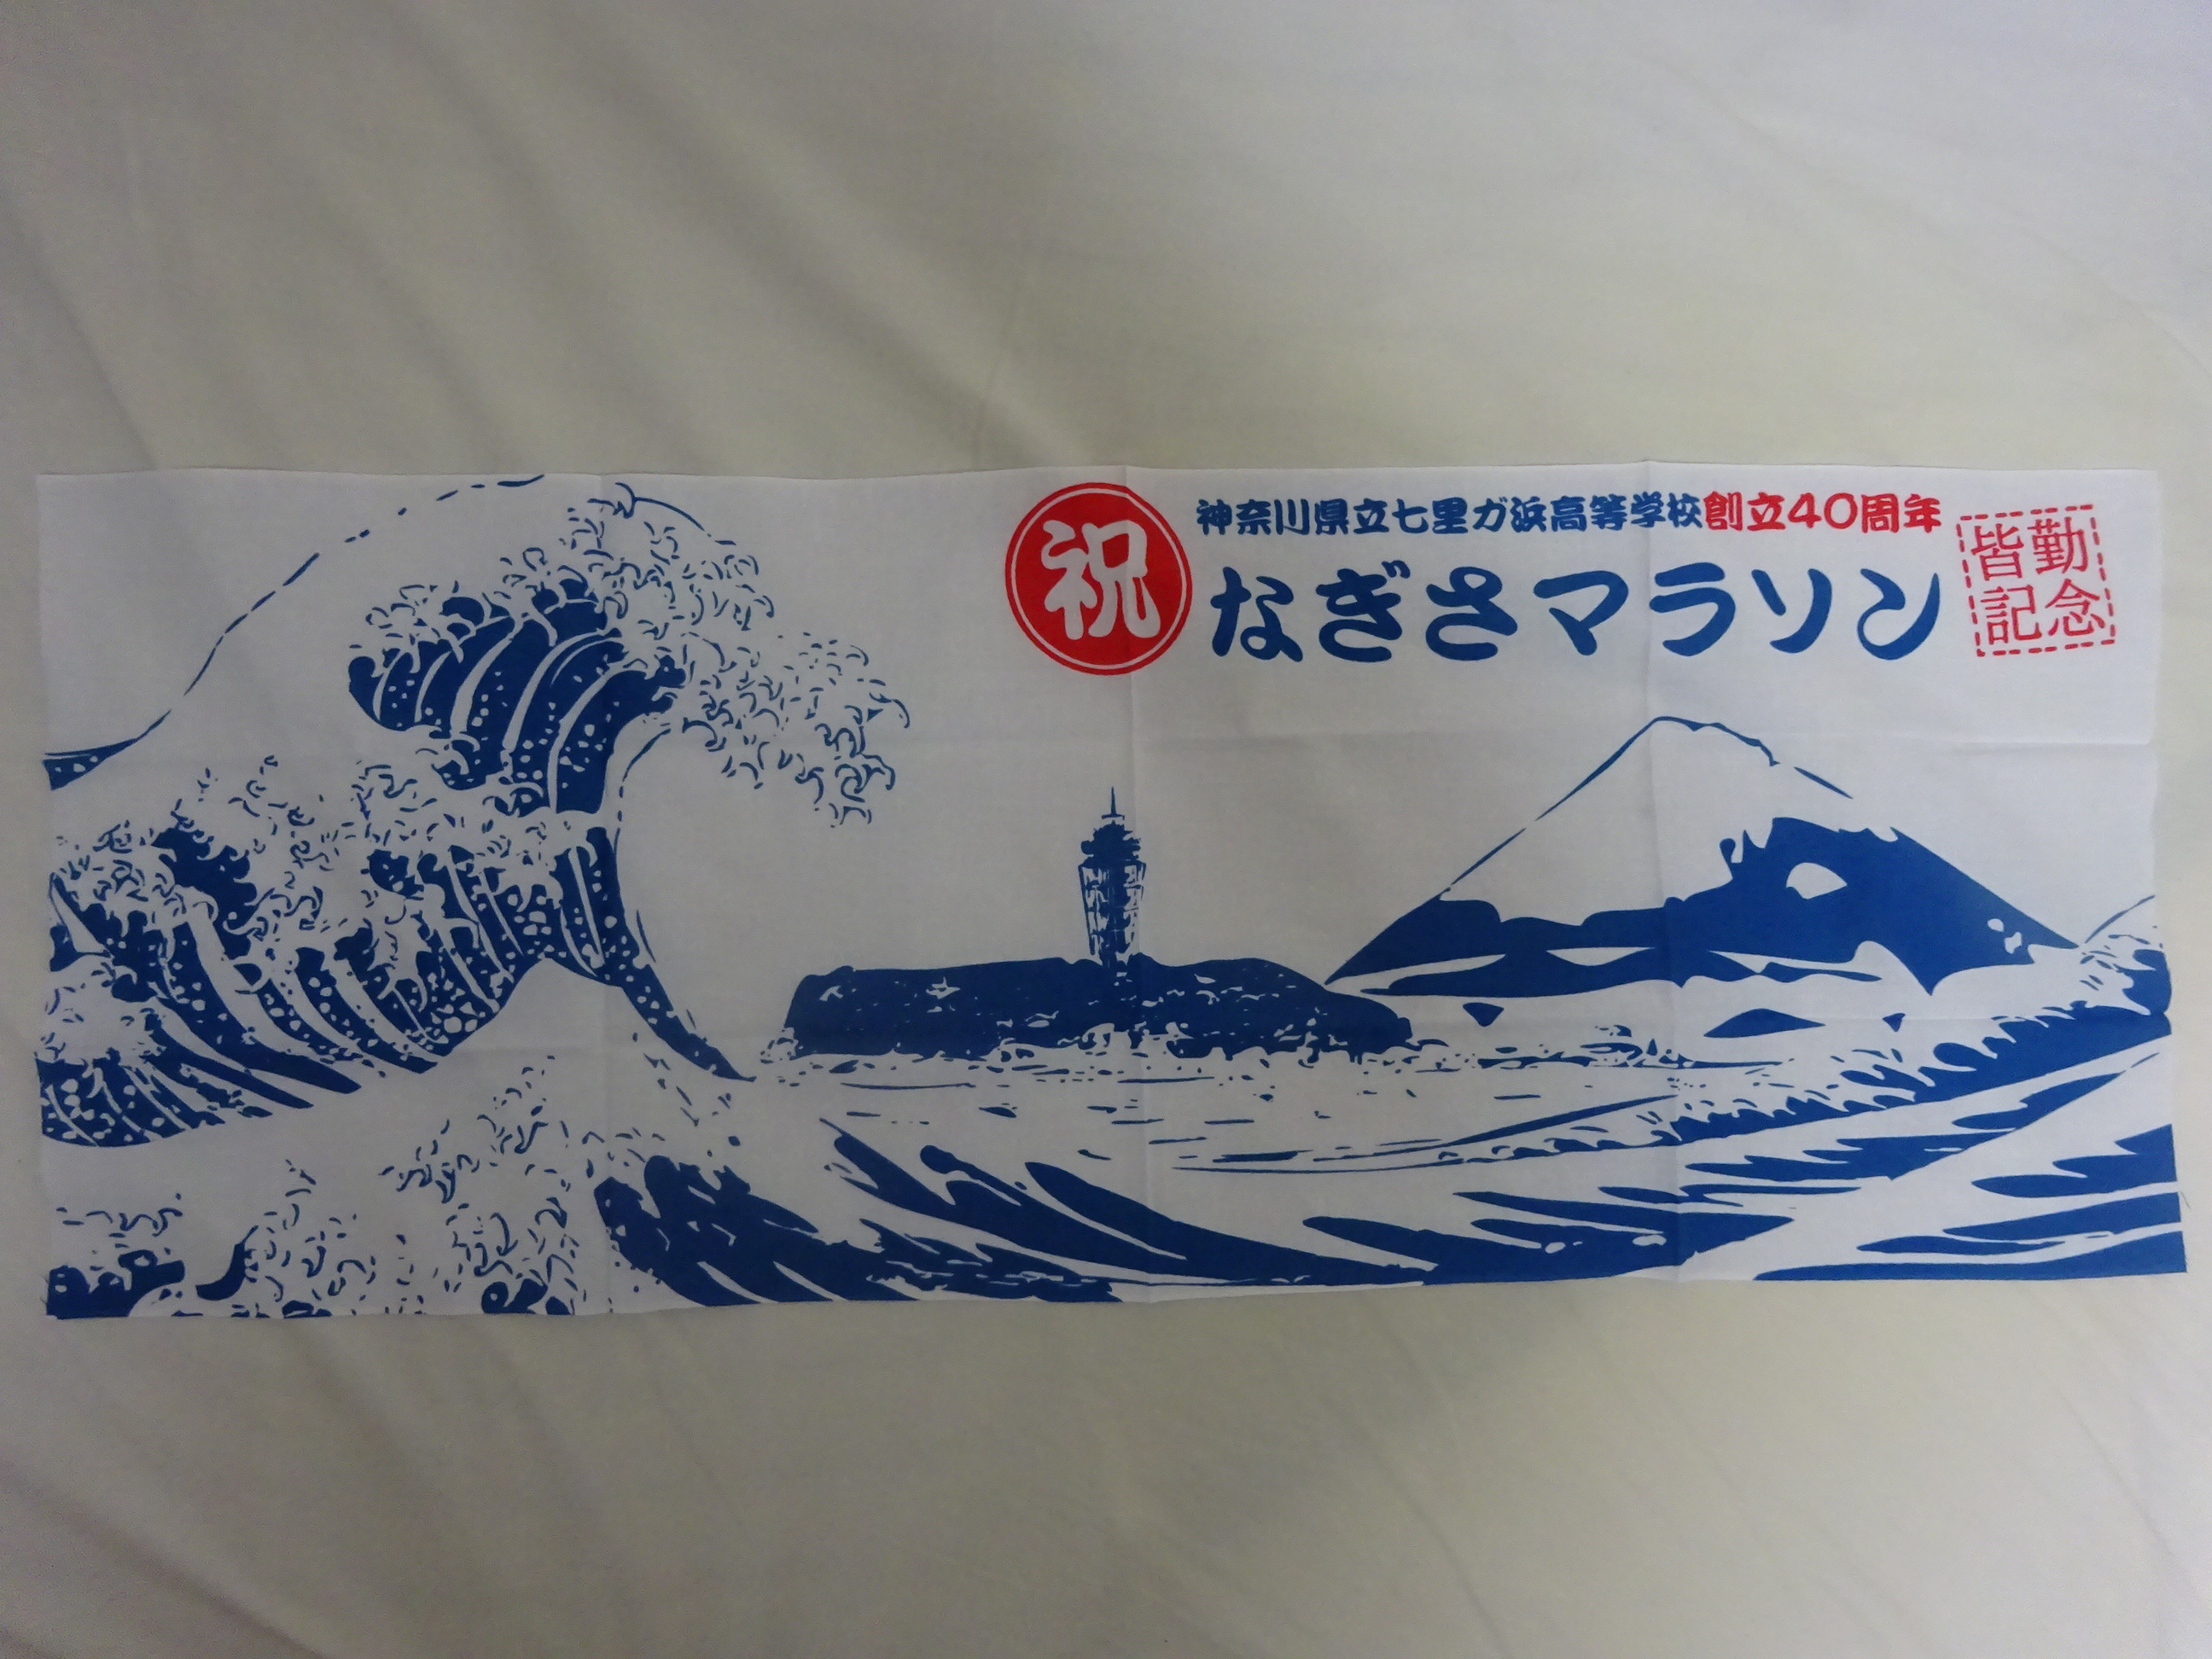 祝
神奈川県立七里ガ浜高等学校創立40周年
なぎさマラソン
皆勤
記念